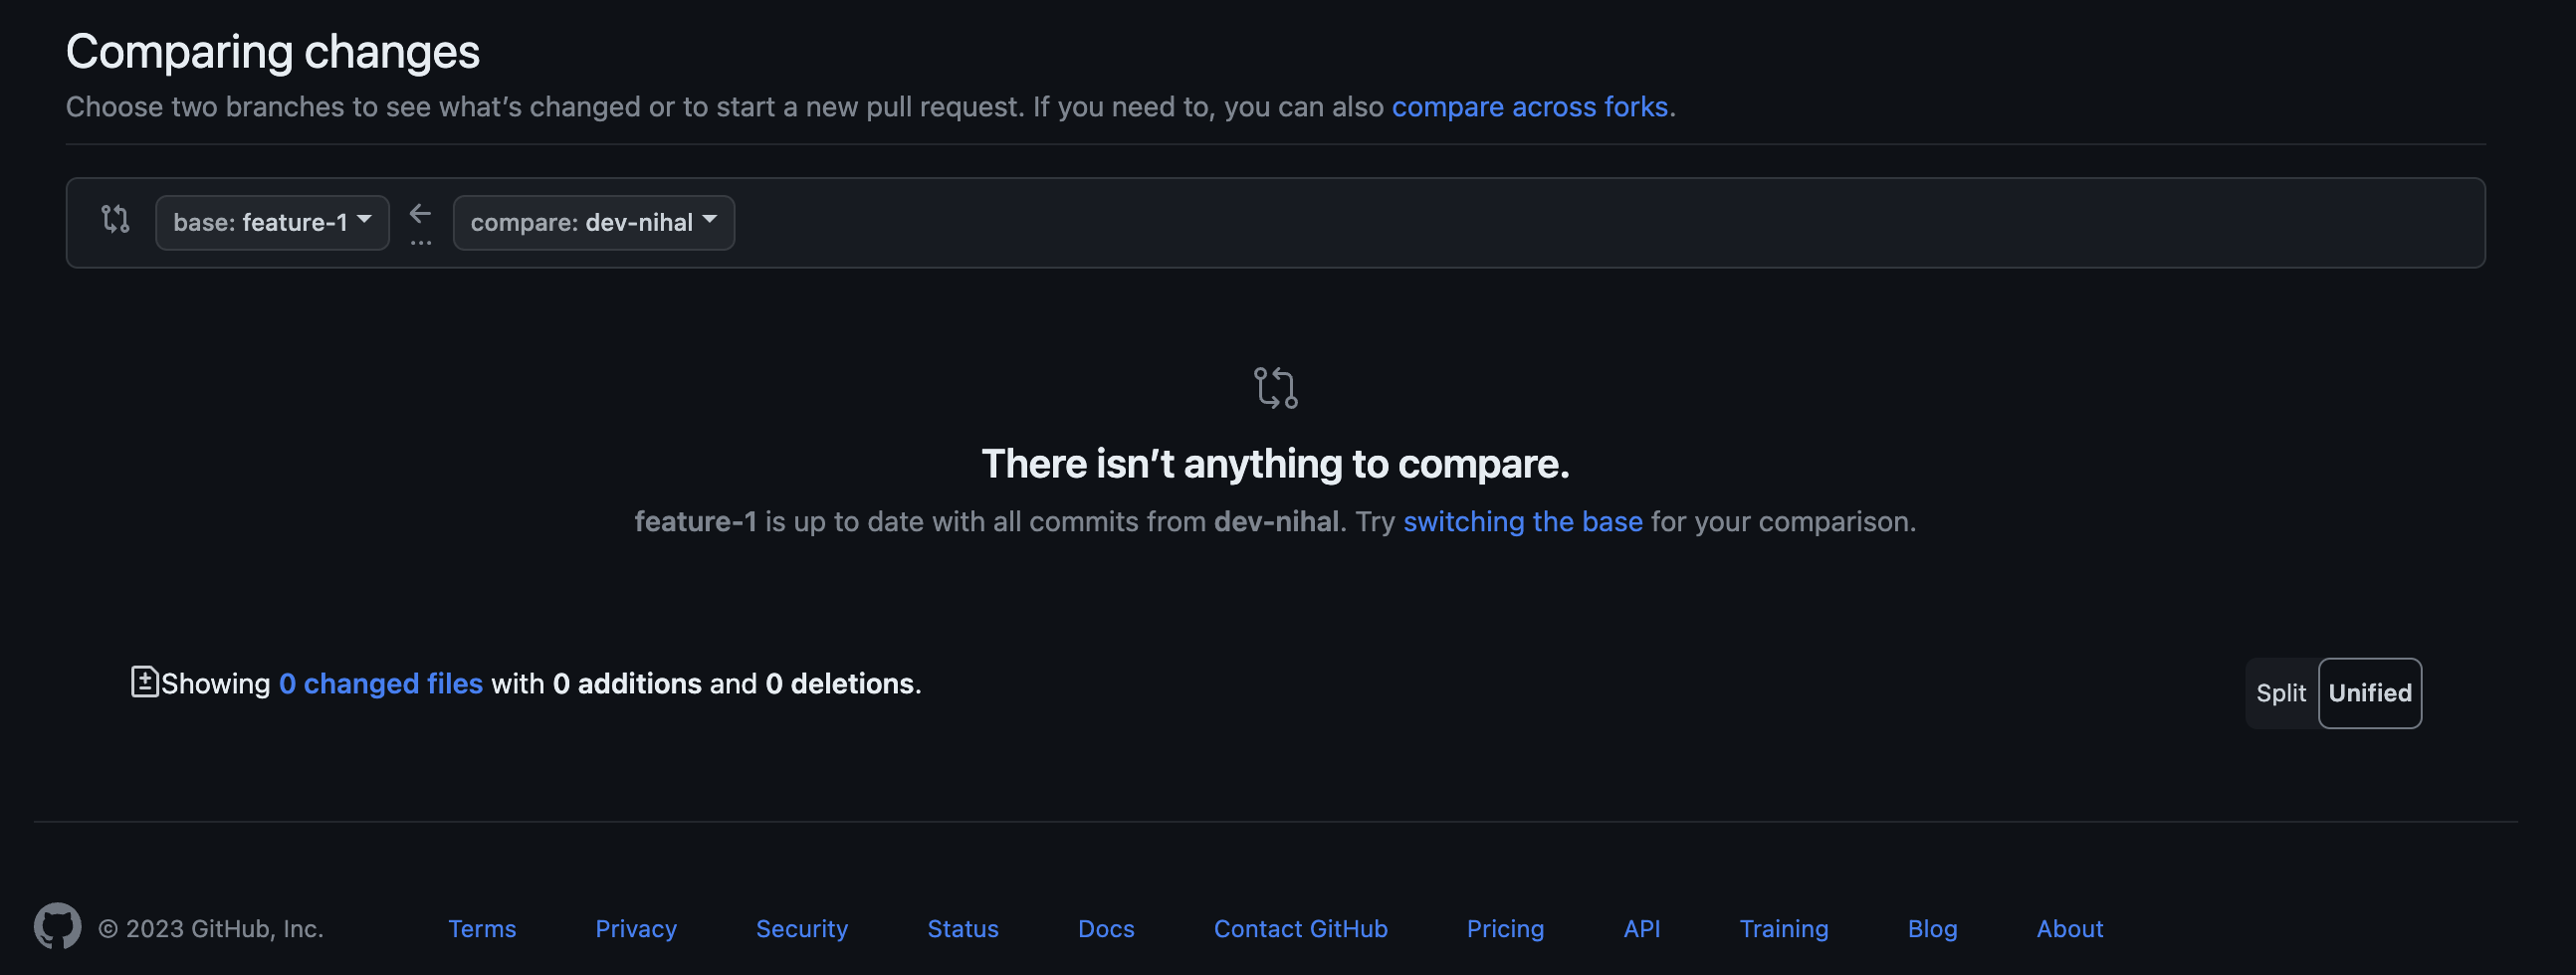 Comparing changes
Choose two branches to see what’s changed or to start a new pull request. If you need to, you can also compare across forks.
base: feature-1 ... compare: dev-nihal
There isn’t anything to compare.
feature-1 is up to date with all commits from dev-nihal. Try switching the base for your comparison.
Showing 0 changed files with 0 additions and 0 deletions. Split Unified
© 2023 GitHub, Inc. Terms Privacy Security Status Docs Contact GitHub Pricing API Training Blog About